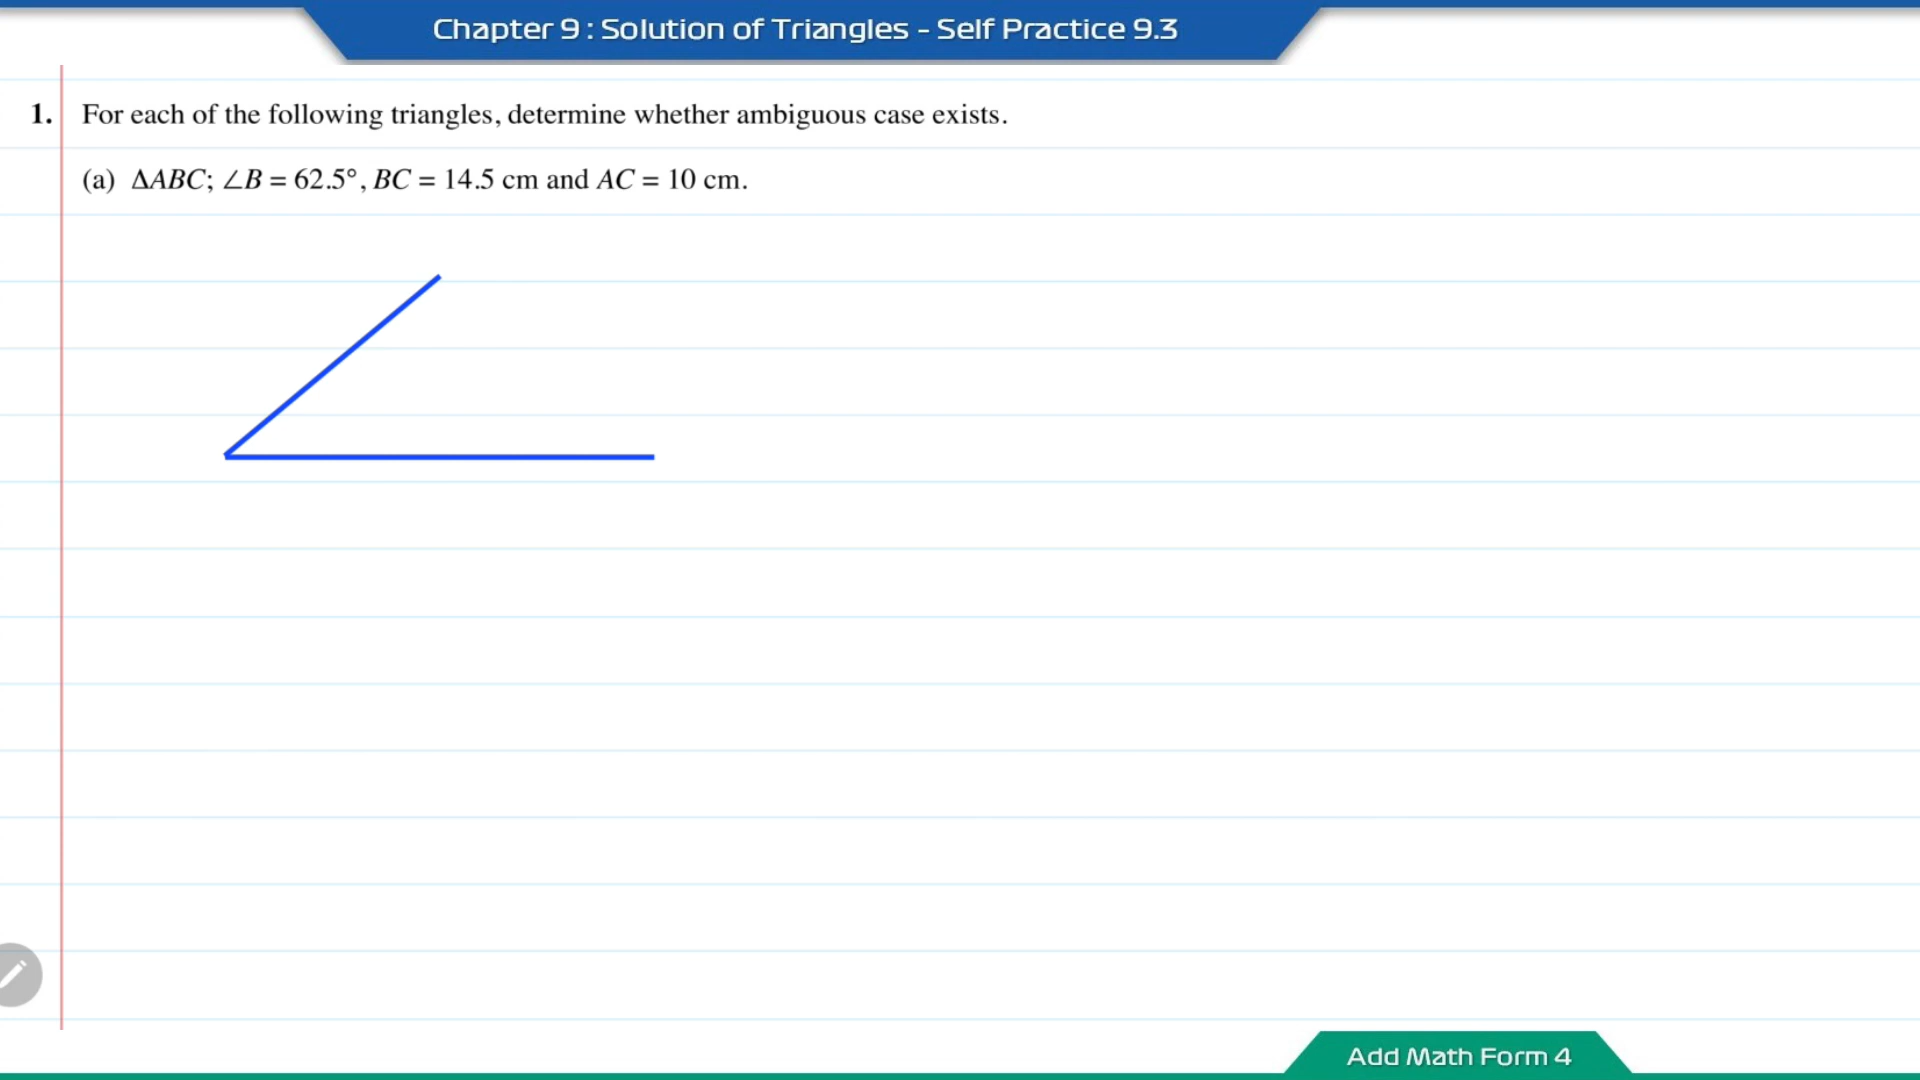 Chapter 9 : Solution of Triangles - Self Practice 9.3
1. For each of the following triangles, determine whether ambiguous case exists.
(a) ΔABC; ∠B = 62.5°, BC = 14.5 cm and AC = 10 cm.
Add Math Form 4